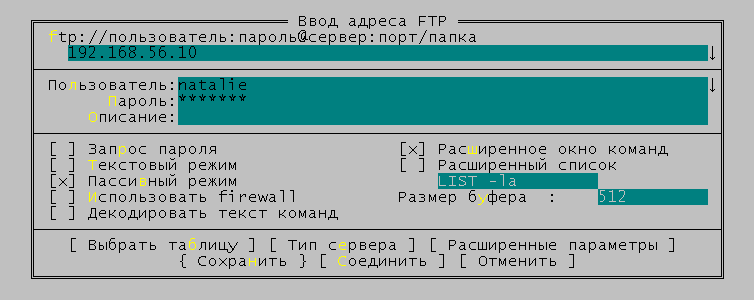 Ввод адреса FTP
ftp://пользователь:пароль@сервер:порт/папка
192.168.56.10 ↓
Пользователь: natalie ↓
Пароль: *******
Описание:
[ ] Запрос пароля [x] Расширенное окно команд
[ ] Текстовый режим [ ] Расширенный список
[x] Пассивный режим LIST -la
[ ] Использовать firewall Размер буфера : 512
[ ] Декодировать текст команд
[ Выбрать таблицу ] [ Тип сервера ] [ Расширенные параметры ]
{ Сохранить } [ Соединить ] [ Отменить ]